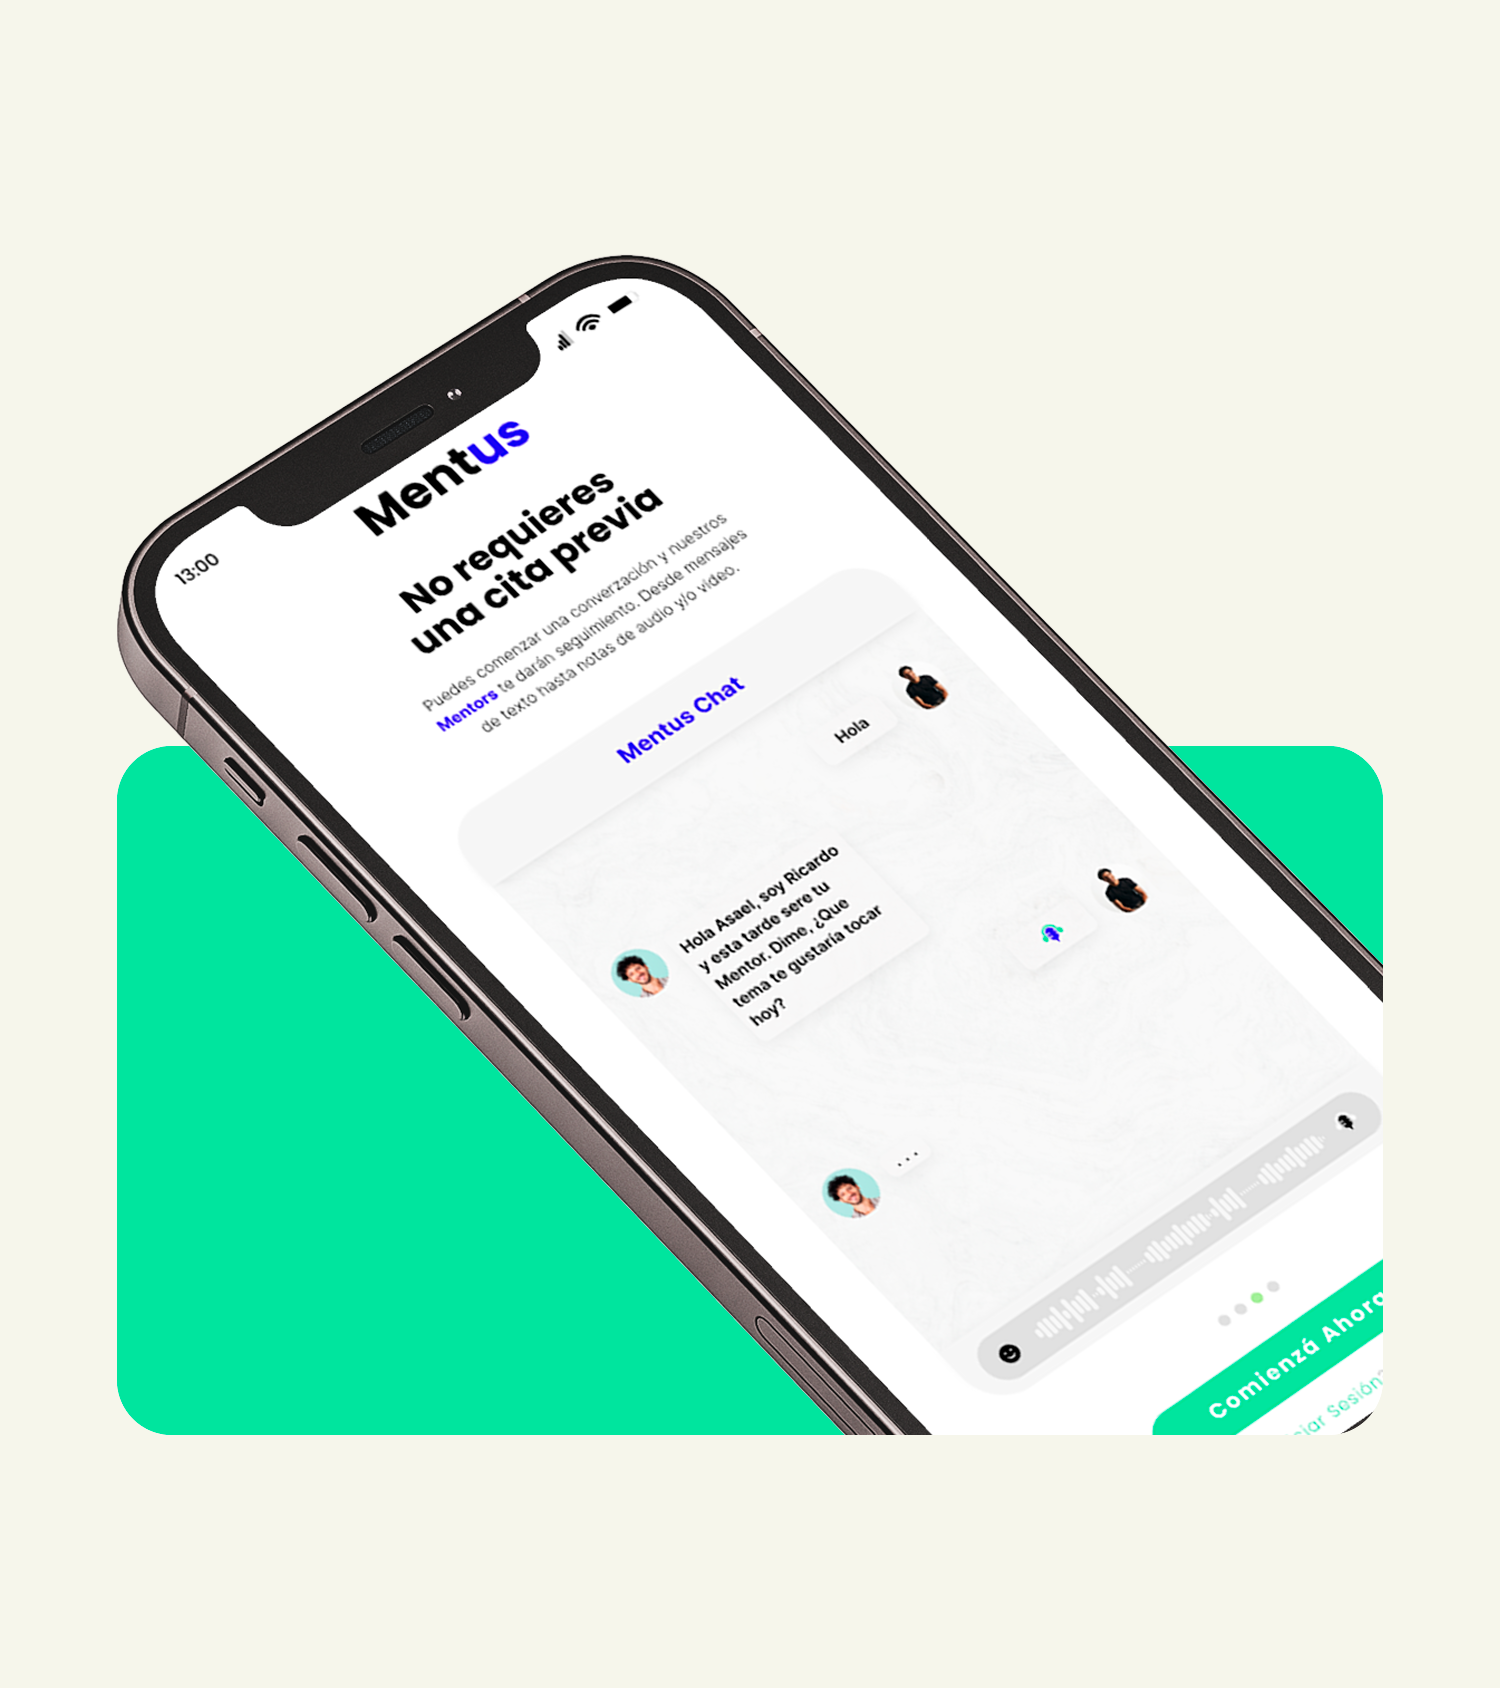 13:00
Mentus
No requieres
una cita previa
Puedes comenzar una converzación y nuestros
Mentors te darán seguimiento. Desde mensajes
de texto hasta notas de audio y/o video.
Mentus Chat
Hola
Hola Asael, soy Ricardo
y esta tarde sere tu
Mentor. Dime, ¿Que
tema te gustaría tocar
hoy?
...
Comienzá Ahora
Sesión?